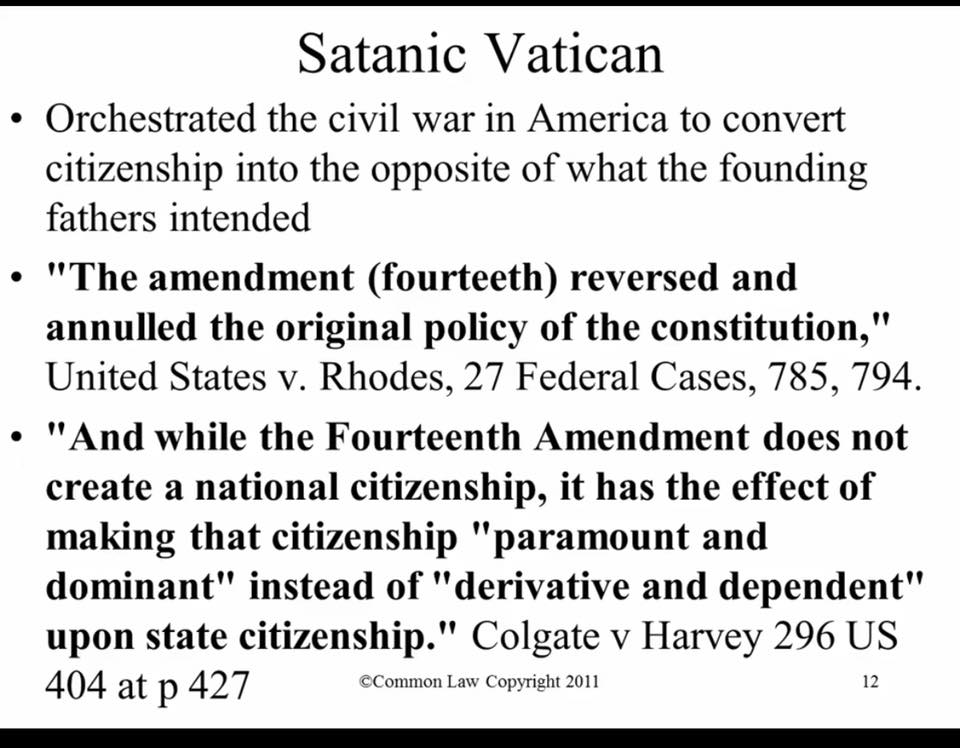 Satanic Vatican
• Orchestrated the civil war in America to convert
citizenship into the opposite of what the founding
fathers intended
• "The amendment (fourteeth) reversed and
annulled the original policy of the constitution,"
United States v. Rhodes, 27 Federal Cases, 785, 794.
• "And while the Fourteenth Amendment does not
create a national citizenship, it has the effect of
making that citizenship "paramount and
dominant" instead of "derivative and dependent"
upon state citizenship." Colgate v Harvey 296 US
404 at p 427
©Common Law Copyright 2011
12